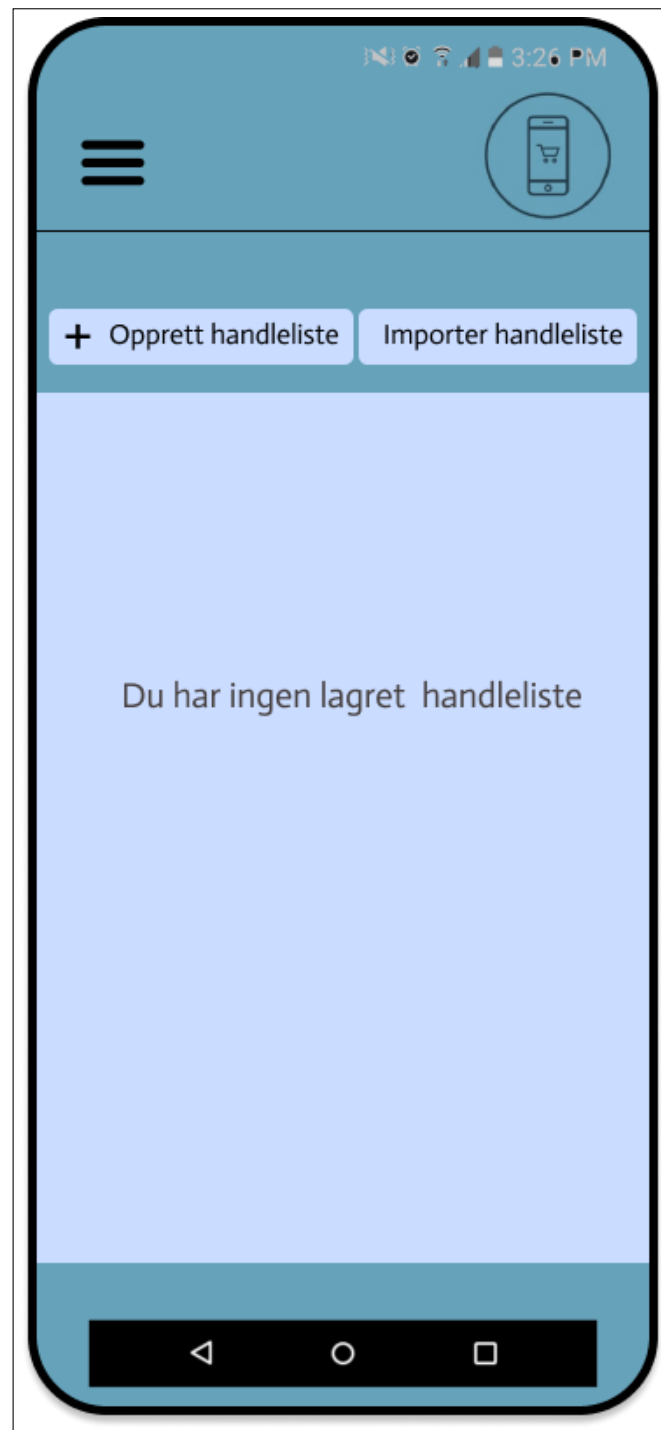 3:26 PM
+ Opprett handleliste
Importer handleliste
Du har ingen lagret handleliste